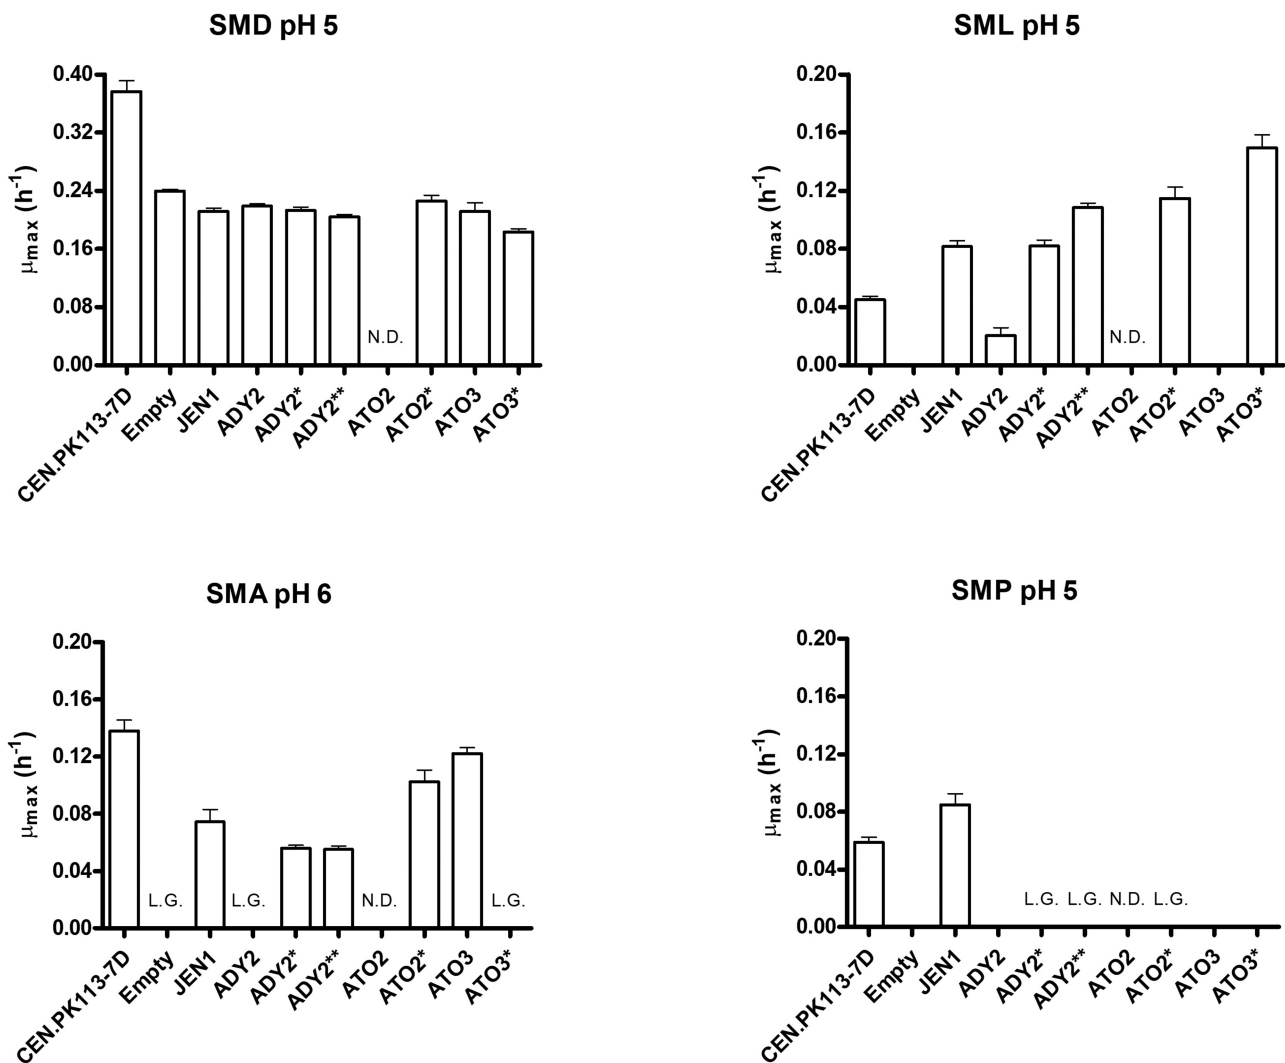 SMD pH 5
0.40
0.32
0.24
0.16
0.08
0.00
μmax (h-1)
N.D.
CEN.PK113-7D
Empty
JEN1
ADY2
ADY2*
ADY2**
ATO2
ATO2*
ATO3
ATO3*
SML pH 5
0.20
0.16
0.12
0.08
0.04
0.00
μmax (h-1)
N.D.
CEN.PK113-7D
Empty
JEN1
ADY2
ADY2*
ADY2**
ATO2
ATO2*
ATO3
ATO3*
SMA pH 6
0.20
0.16
0.12
0.08
0.04
0.00
μmax (h-1)
L.G. L.G. N.D. L.G.
CEN.PK113-7D
Empty
JEN1
ADY2
ADY2*
ADY2**
ATO2
ATO2*
ATO3
ATO3*
SMP pH 5
0.20
0.16
0.12
0.08
0.04
0.00
μmax (h-1)
L.G. L.G. N.D. L.G.
CEN.PK113-7D
Empty
JEN1
ADY2
ADY2*
ADY2**
ATO2
ATO2*
ATO3
ATO3*